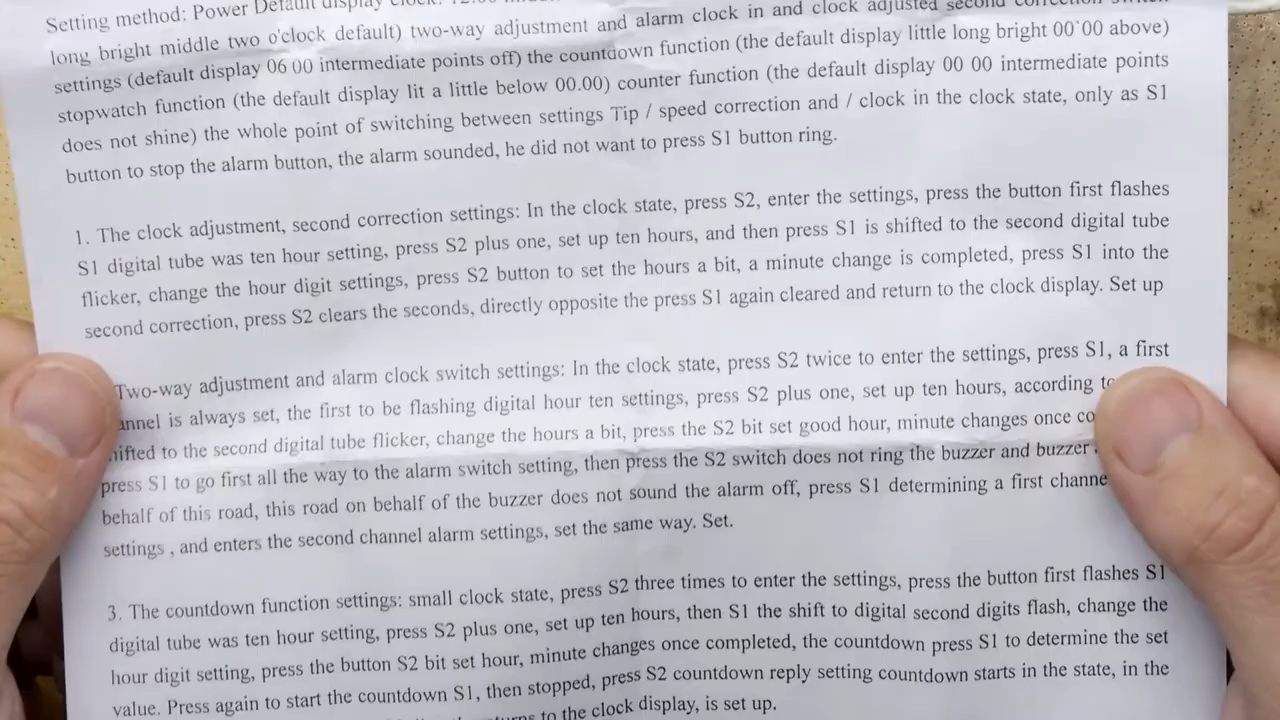 Setting method: Power Default display clock:
long bright middle two o'clock default) two-way adjustment and alarm clock in and clock adjusted second correction
settings (default display 06 00 intermediate points off) the countdown function (the default display little long bright 00`00 above)
stopwatch function (the default display lit a little below 00.00) counter function (the default display 00 00 intermediate points
does not shine) the whole point of switching between settings Tip / speed correction and / clock in the clock state, only as S1
button to stop the alarm button, the alarm sounded, he did not want to press S1 button ring.
1. The clock adjustment, second correction settings: In the clock state, press S2, enter the settings, press the button first flashes
S1 digital tube was ten hour setting, press S2 plus one, set up ten hours, and then press S1 is shifted to the second digital tube
flicker, change the hour digit settings, press S2 button to set the hours a bit, a minute change is completed, press S1 into the
second correction, press S2 clears the seconds, directly opposite the press S1 again cleared and return to the clock display. Set up
Two-way adjustment and alarm clock switch settings: In the clock state, press S2 twice to enter the settings, press S1, a first
annel is always set, the first to be flashing digital hour ten settings, press S2 plus one, set up ten hours, according to
hifted to the second digital tube flicker, change the hours a bit, press the S2 bit set good hour, minute changes once co
press S1 to go first all the way to the alarm switch setting, then press the S2 switch does not ring the buzzer and buzzer
behalf of this road, this road on behalf of the buzzer does not sound the alarm off, press S1 determining a first channe
settings , and enters the second channel alarm settings, set the same way. Set.
3. The countdown function settings: small clock state, press S2 three times to enter the settings, press the button first flashes S1
digital tube was ten hour setting, press S2 plus one, set up ten hours, then S1 the shift to digital second digits flash, change the
hour digit setting, press the button S2 bit set hour, minute changes once completed, the countdown press S1 to determine the set
value. Press again to start the countdown S1, then stopped, press S2 countdown reply setting countdown starts in the state, in the
to the clock display, is set up.